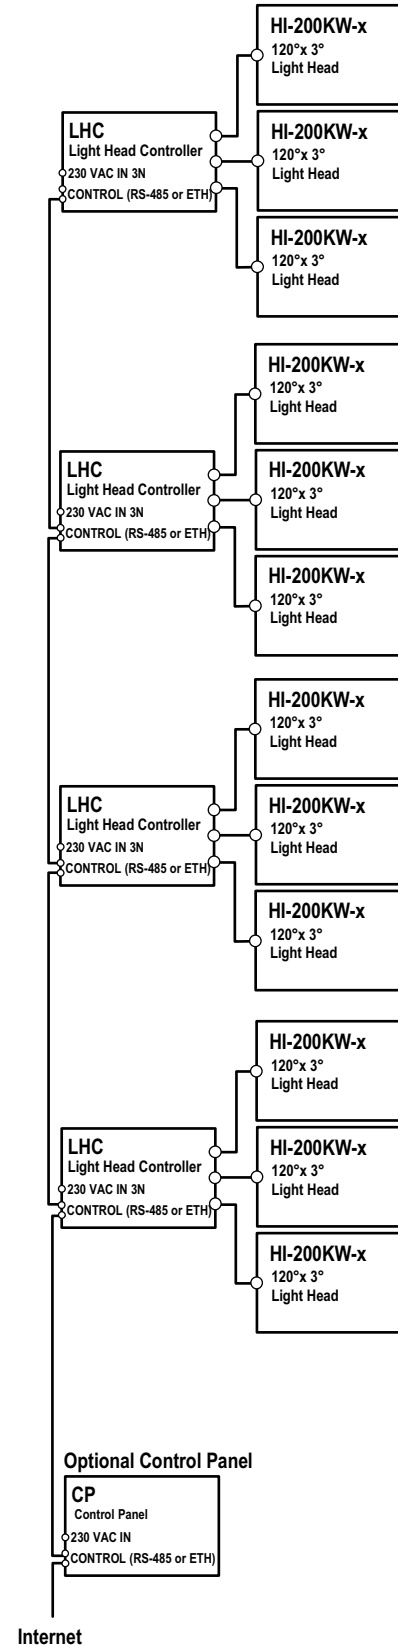 HI-200KW-x
120°x 3°
Light Head
LHC
Light Head Controller
230 VAC IN 3N
CONTROL (RS-485 or ETH)
HI-200KW-x
120°x 3°
Light Head
HI-200KW-x
120°x 3°
Light Head
HI-200KW-x
120°x 3°
Light Head
LHC
Light Head Controller
230 VAC IN 3N
CONTROL (RS-485 or ETH)
HI-200KW-x
120°x 3°
Light Head
HI-200KW-x
120°x 3°
Light Head
HI-200KW-x
120°x 3°
Light Head
LHC
Light Head Controller
230 VAC IN 3N
CONTROL (RS-485 or ETH)
HI-200KW-x
120°x 3°
Light Head
HI-200KW-x
120°x 3°
Light Head
HI-200KW-x
120°x 3°
Light Head
LHC
Light Head Controller
230 VAC IN 3N
CONTROL (RS-485 or ETH)
HI-200KW-x
120°x 3°
Light Head
HI-200KW-x
120°x 3°
Light Head
Optional Control Panel
CP
Control Panel
230 VAC IN
CONTROL (RS-485 or ETH)
Internet